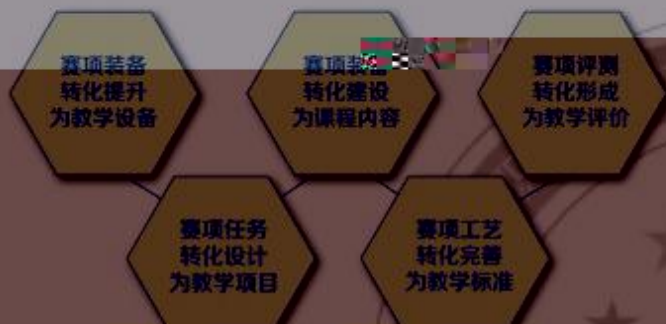 赛项装备
转化提升
为教学设备
赛项
转化建设
为课程内容
赛项评测
转化形成
为教学评价
赛项任务
转化设计
为教学项目
赛项工艺
转化完善
为教学标准